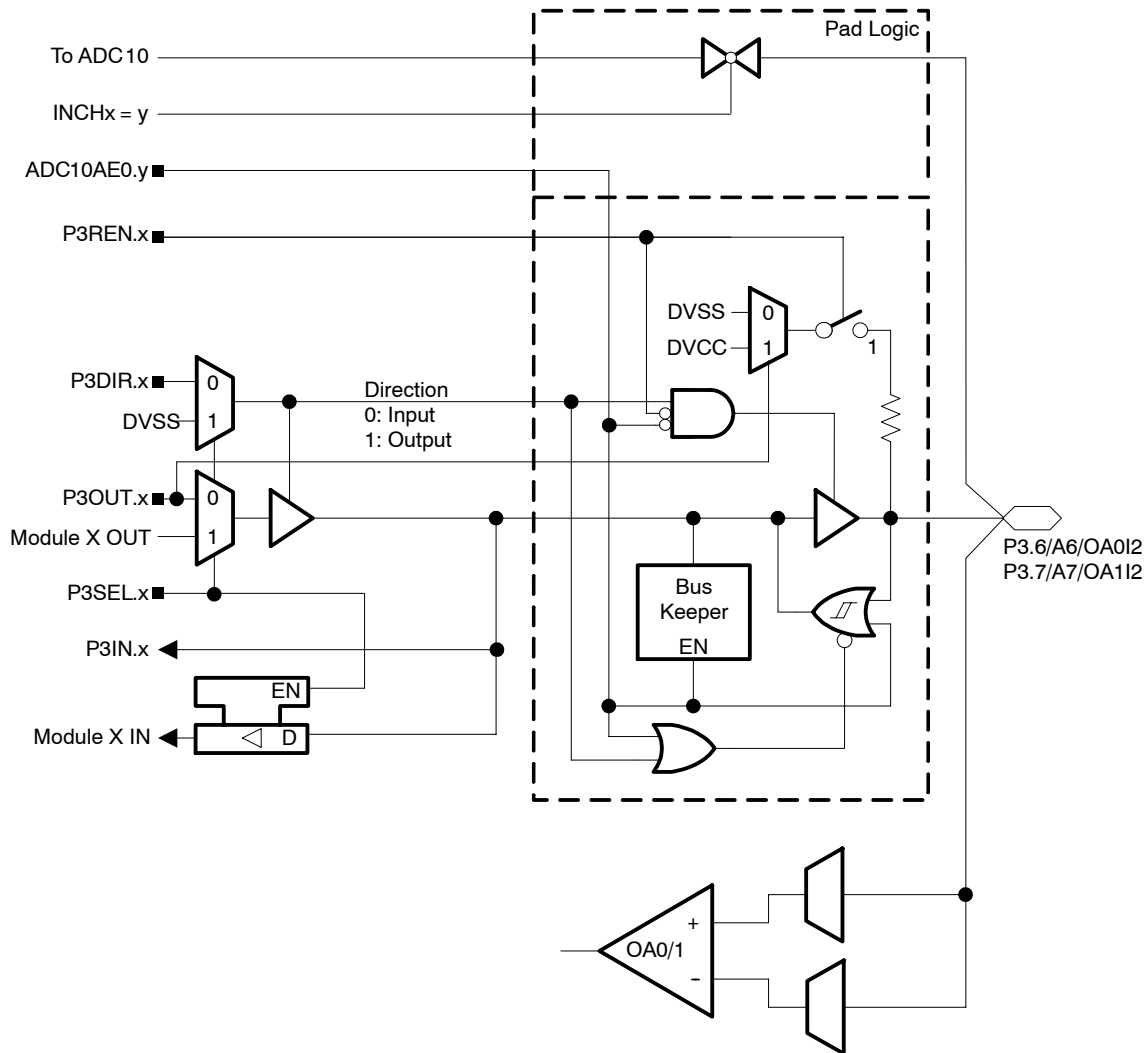 Pad Logic
To ADC10
INCHx = y
ADC10AE0.y
P3REN.x
DVSS
0
DVCC
1
1
P3DIR.x
0
DVSS
1
Direction
0: Input
1: Output
P3OUT.x
0
Module X OUT
1
P3SEL.x
P3IN.x
EN
Module X IN
D
Bus
Keeper
EN
P3.6/A6/OA0I2
P3.7/A7/OA1I2
+
OA0/1
−